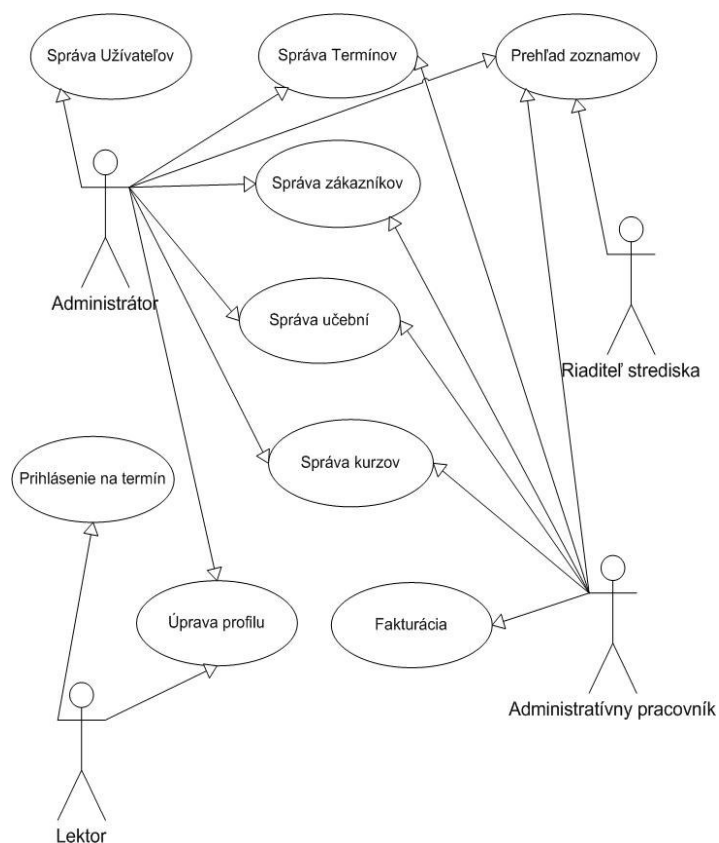 Správa Užívateľov
Správa Termínov
Prehľad zoznamov
Správa zákazníkov
Administrátor
Správa učební
Riaditeľ strediska
Správa kurzov
Prihlásenie na termín
Úprava profilu
Fakturácia
Administratívny pracovník
Lektor